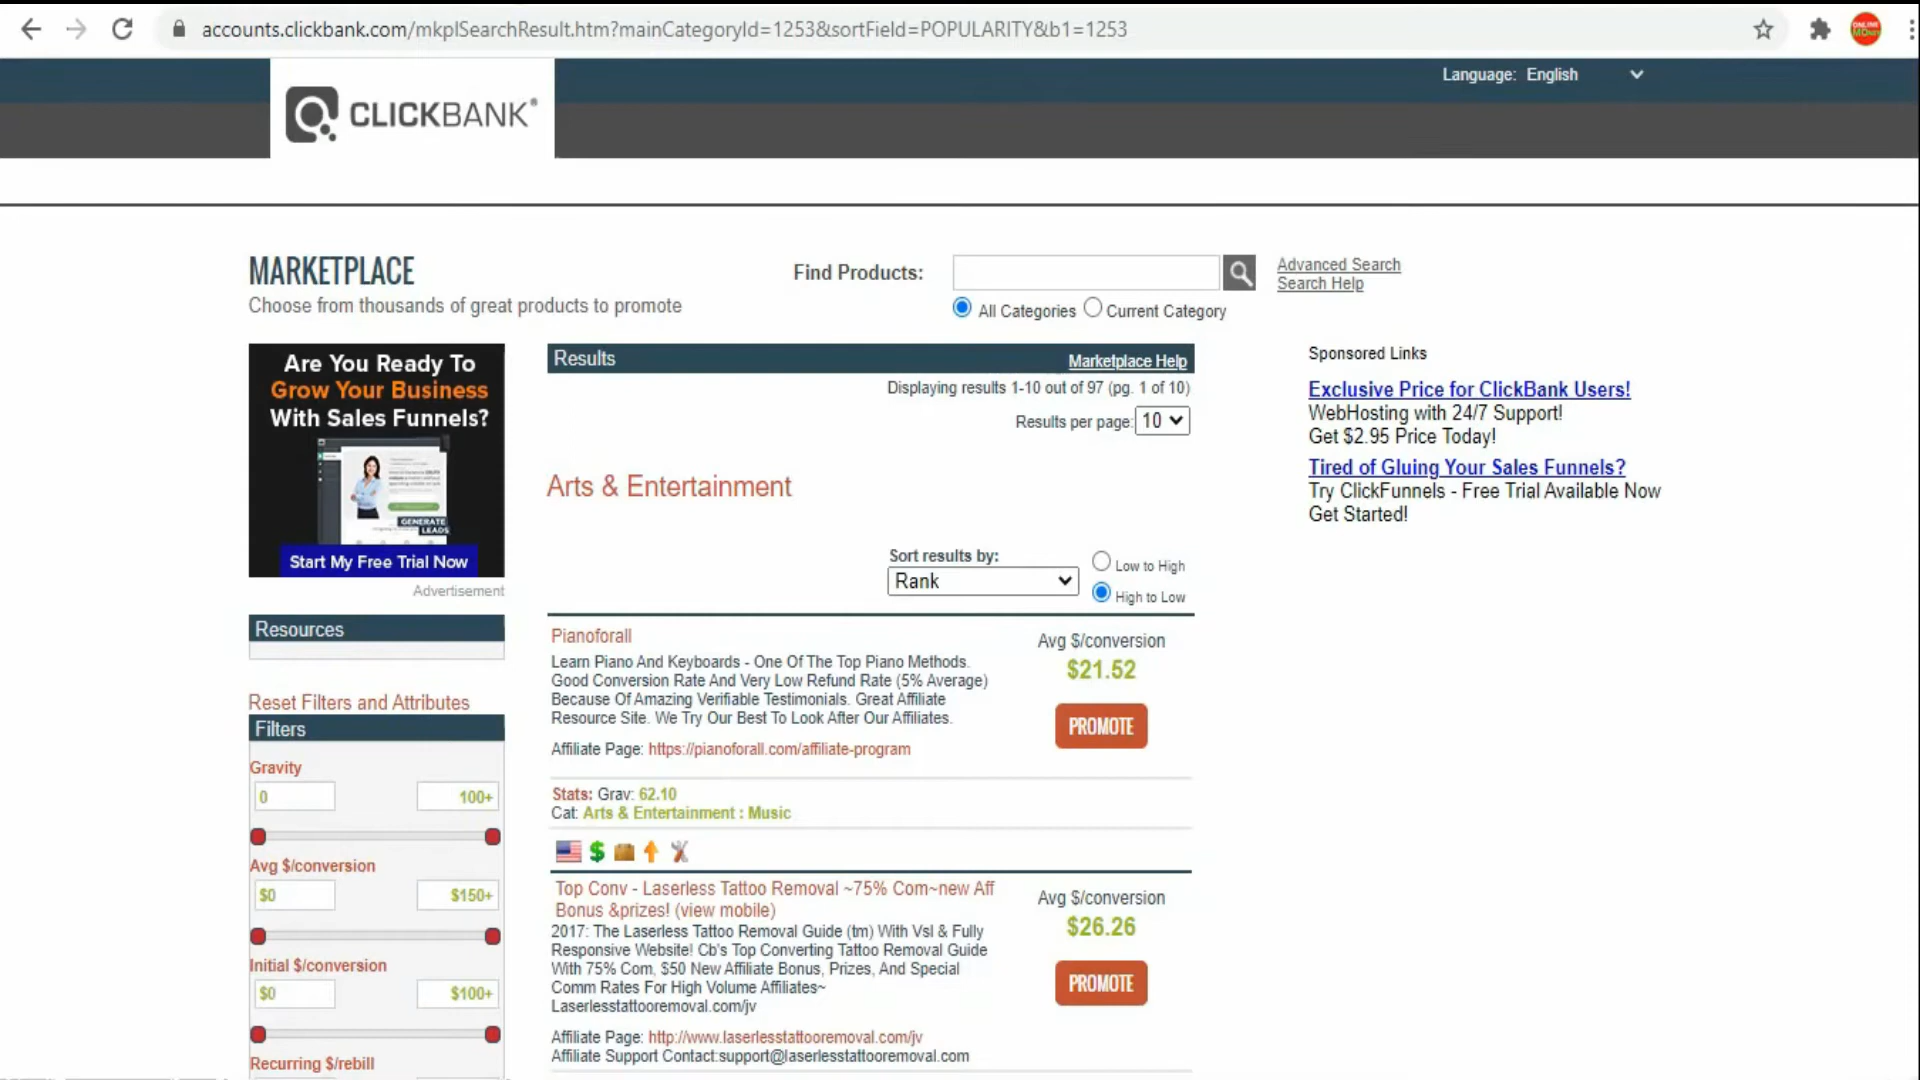 accounts.clickbank.com/mkplSearchResult.htm?mainCategoryId=1253&sortField=POPULARITY&b1=1253
Language: English
CLICKBANK®
MARKETPLACE
Choose from thousands of great products to promote
Find Products:
Advanced Search
Search Help
All Categories Current Category
Are You Ready To
Grow Your Business
With Sales Funnels?
GENERATE
LEADS
Start My Free Trial Now
Advertisement
Resources
Reset Filters and Attributes
Filters
Gravity
0 100+
Avg $/conversion
$0 $150+
Initial $/conversion
$0 $100+
Recurring $/rebill
Results Marketplace Help
Displaying results 1-10 out of 97 (pg. 1 of 10)
Results per page: 10
Arts & Entertainment
Sort results by:
Rank
Low to High
High to Low
Pianoforall
Learn Piano And Keyboards - One Of The Top Piano Methods.
Good Conversion Rate And Very Low Refund Rate (5% Average)
Because Of Amazing Verifiable Testimonials. Great Affiliate
Resource Site. We Try Our Best To Look After Our Affiliates.
Affiliate Page: https://pianoforall.com/affiliate-program
Avg $/conversion
$21.52
PROMOTE
Stats: Grav: 62.10
Cat: Arts & Entertainment : Music
Top Conv - Laserless Tattoo Removal ~75% Com~new Aff
Bonus &prizes! (view mobile)
2017: The Laserless Tattoo Removal Guide (tm) With Vsl & Fully
Responsive Website! Cb's Top Converting Tattoo Removal Guide
With 75% Com, $50 New Affiliate Bonus, Prizes, And Special
Comm Rates For High Volume Affiliates~
Laserlesstattooremoval.com/jv
Affiliate Page: http://www.laserlesstattooremoval.com/jv
Affiliate Support Contact:support@laserlesstattooremoval.com
Avg $/conversion
$26.26
PROMOTE
Sponsored Links
Exclusive Price for ClickBank Users!
WebHosting with 24/7 Support!
Get $2.95 Price Today!
Tired of Gluing Your Sales Funnels?
Try ClickFunnels - Free Trial Available Now
Get Started!